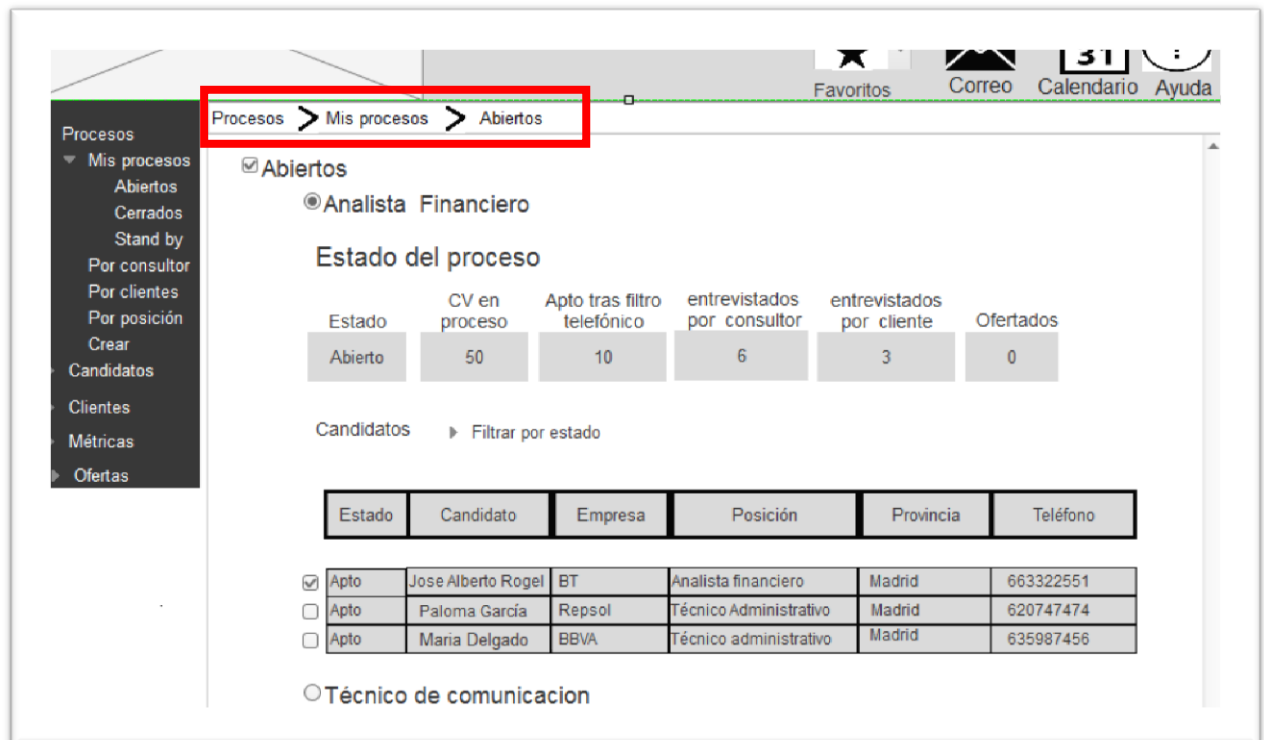 31 ?
Favoritos Correo Calendario Ayuda
Procesos > Mis procesos > Abiertos
Procesos
Mis procesos
Abiertos
Cerrados
Stand by
Por consultor
Por clientes
Por posición
Crear
Candidatos
Clientes
Métricas
Ofertas
Abiertos
Analista Financiero
Estado del proceso
Estado CV en proceso Apto tras filtro telefónico entrevistados por consultor entrevistados por cliente Ofertados
Abierto 50 10 6 3 0
Candidatos Filtrar por estado
Estado Candidato Empresa Posición Provincia Teléfono
Apto Jose Alberto Rogel BT Analista financiero Madrid 663322551
Apto Paloma García Repsol Técnico Administrativo Madrid 620747474
Apto Maria Delgado BBVA Técnico administrativo Madrid 635987456
Técnico de comunicacion